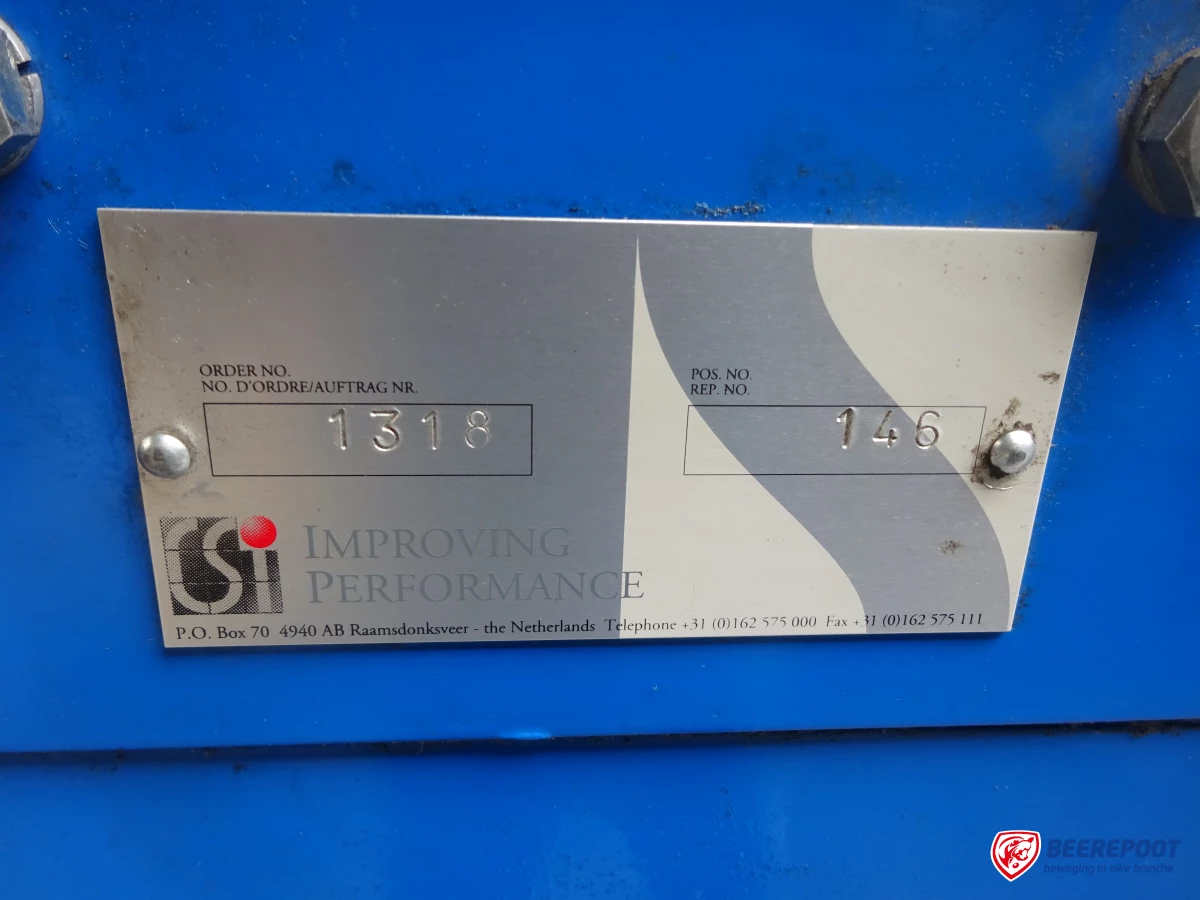 ORDER NO.
NO. D'ORDRE/AUFTRAG NR.
1318
POS. NO.
REP. NO.
146
CSi
IMPROVING
PERFORMANCE
P.O. Box 70 4940 AB Raamsdonksveer - the Netherlands Telephone +31 (0)162 575 000 Fax +31 (0)162 575 111
BEEREPOOT
beweging in elke branche